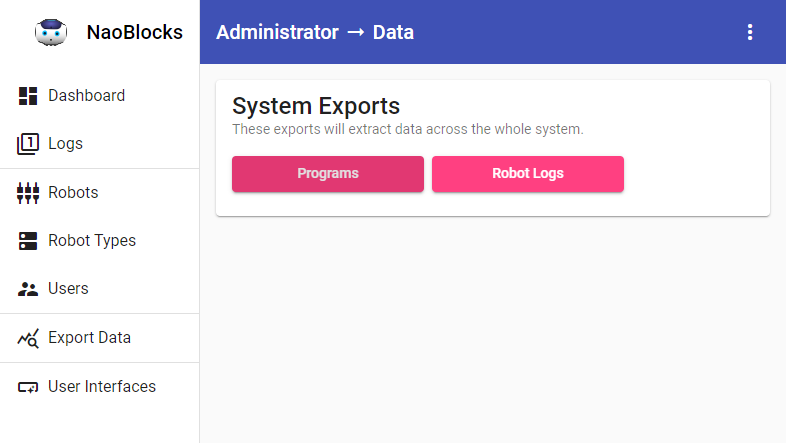 NaoBlocks
Administrator → Data
Dashboard
1 Logs
Robots
Robot Types
Users
Export Data
User Interfaces
System Exports
These exports will extract data across the whole system.
Programs
Robot Logs